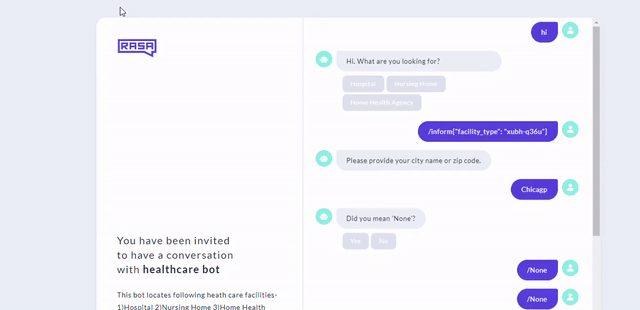 RASA
You have been invited
to have a conversation
with healthcare bot
This bot locates following heath care facilities-
1)Hospital 2)Nursing Home 3)Home Health
hi
Hi. What are you looking for?
Hospital
Nursing Home
Home Health Agency
/inform{"facility_type": "xubh-q36u"}
Please provide your city name or zip code.
Chicagp
Did you mean 'None'?
Yes
No
/None
/None